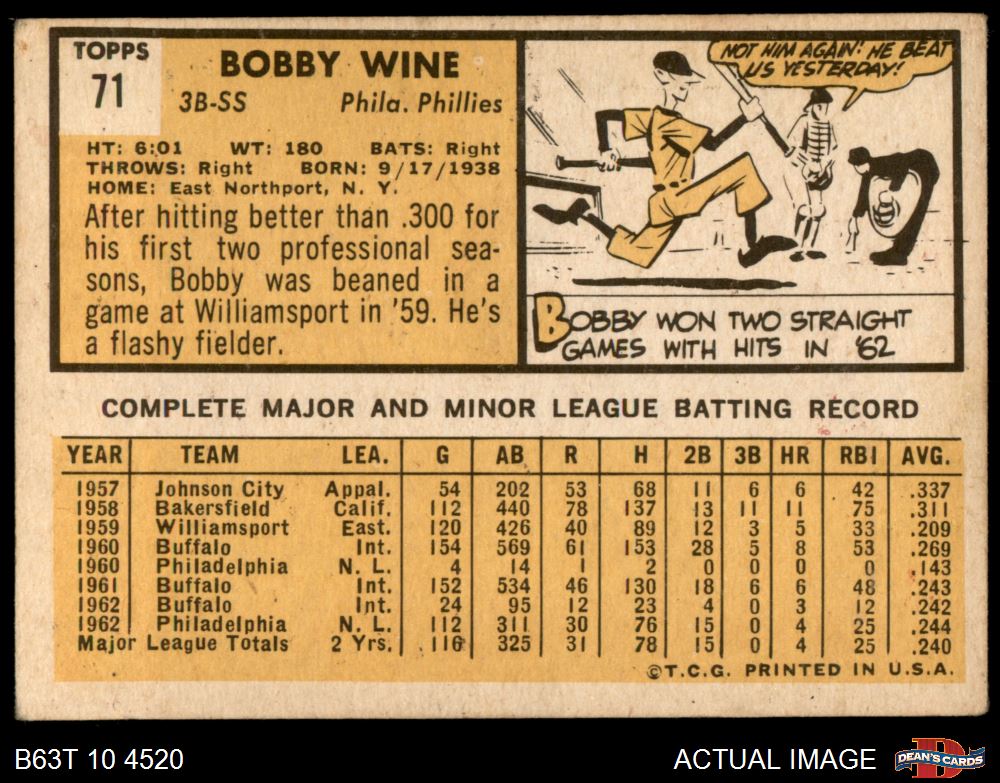 TOPPS
71
BOBBY WINE
3B-SS Phila. Phillies
HT: 6:01 WT: 180 BATS: Right
THROWS: Right BORN: 9/17/1938
HOME: East Northport, N. Y.
After hitting better than .300 for
his first two professional sea-
sons, Bobby was beaned in a
game at Williamsport in '59. He's
a flashy fielder.
NOT HIM AGAIN! HE BEAT
US YESTERDAY!
BOBBY WON TWO STRAIGHT
GAMES WITH HITS IN '62
COMPLETE MAJOR AND MINOR LEAGUE BATTING RECORD
YEAR TEAM LEA. G AB R H 2B 3B HR RBI AVG.
1957 Johnson City Appal. 54 202 53 68 11 6 6 42 .337
1958 Bakersfield Calif. 112 440 78 137 13 11 11 75 .311
1959 Williamsport East. 120 426 40 89 12 3 5 33 .209
1960 Buffalo Int. 154 569 61 153 28 5 8 53 .269
1960 Philadelphia N. L. 4 14 1 2 0 0 0 0 .143
1961 Buffalo Int. 152 534 46 130 18 6 6 48 .243
1962 Buffalo Int. 24 95 12 23 4 0 3 12 .242
1962 Philadelphia N. L. 112 311 30 76 15 0 4 25 .244
Major League Totals 2 Yrs. 116 325 31 78 15 0 4 25 .240
©T.C.G. PRINTED IN U.S.A.
B63T 10 4520 ACTUAL IMAGE DEAN'S CARDS